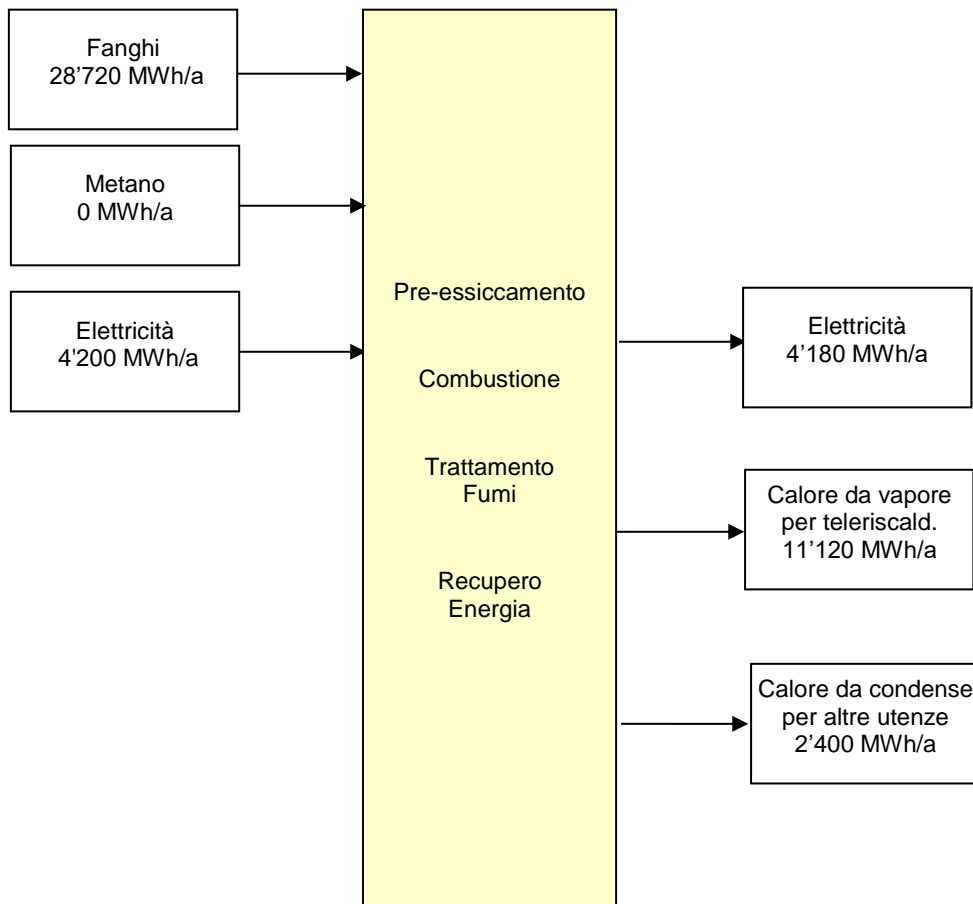 Fanghi
28’720 MWh/a
Metano
0 MWh/a
Elettricità
4'200 MWh/a
Pre-essiccamento
Combustione
Trattamento
Fumi
Recupero
Energia
Elettricità
4’180 MWh/a
Calore da vapore
per teleriscald.
11’120 MWh/a
Calore da condense
per altre utenze
2’400 MWh/a